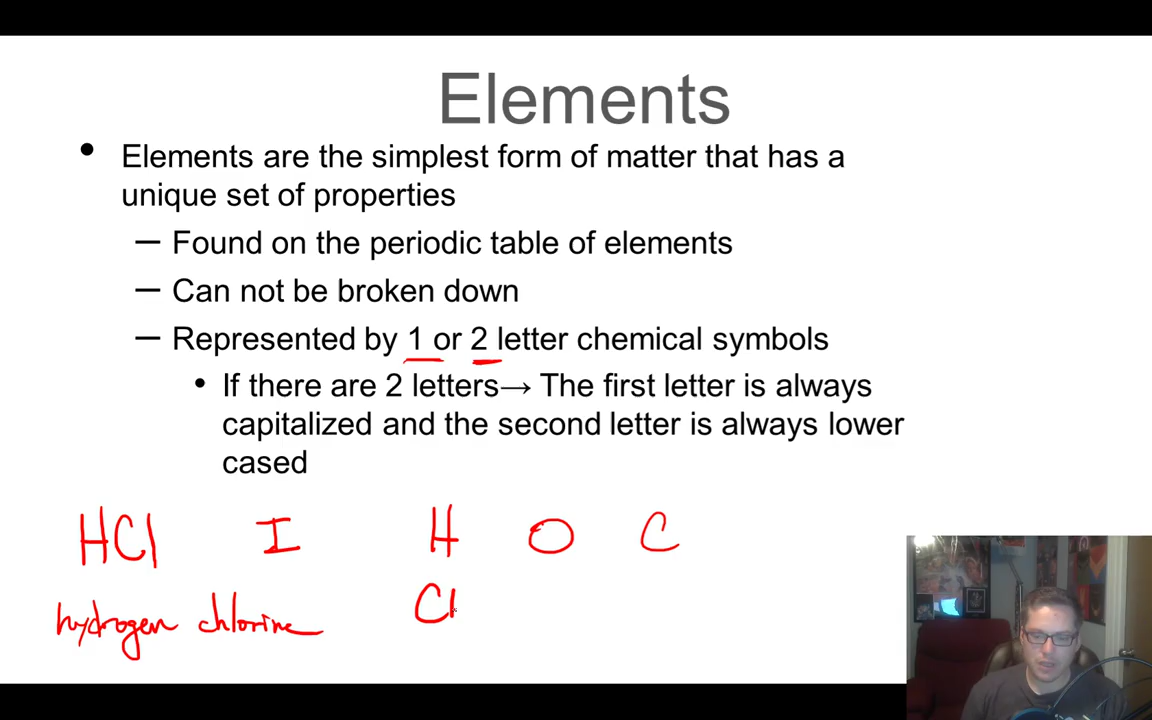 Elements
• Elements are the simplest form of matter that has a
unique set of properties
– Found on the periodic table of elements
– Can not be broken down
– Represented by 1 or 2 letter chemical symbols
• If there are 2 letters→ The first letter is always
capitalized and the second letter is always lower
cased
HCl I H O C
hydrogen chlorine Cl